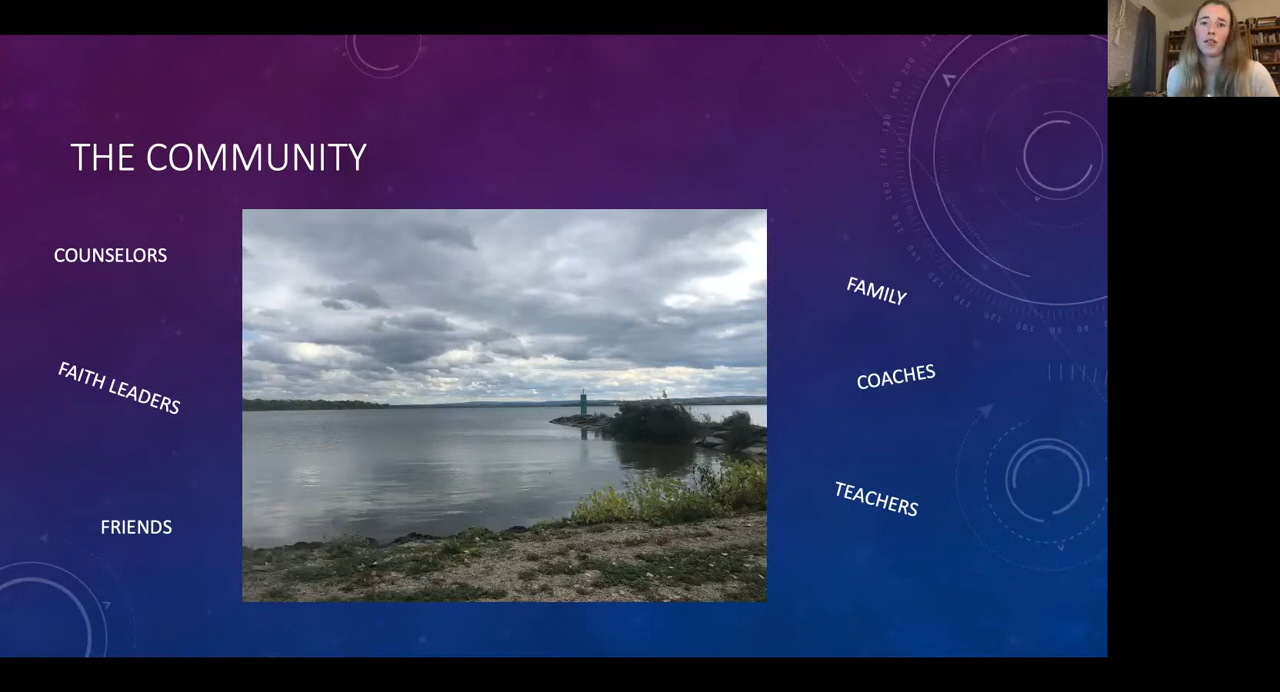 THE COMMUNITY
COUNSELORS
FAITH LEADERS
FRIENDS
FAMILY
COACHES
TEACHERS